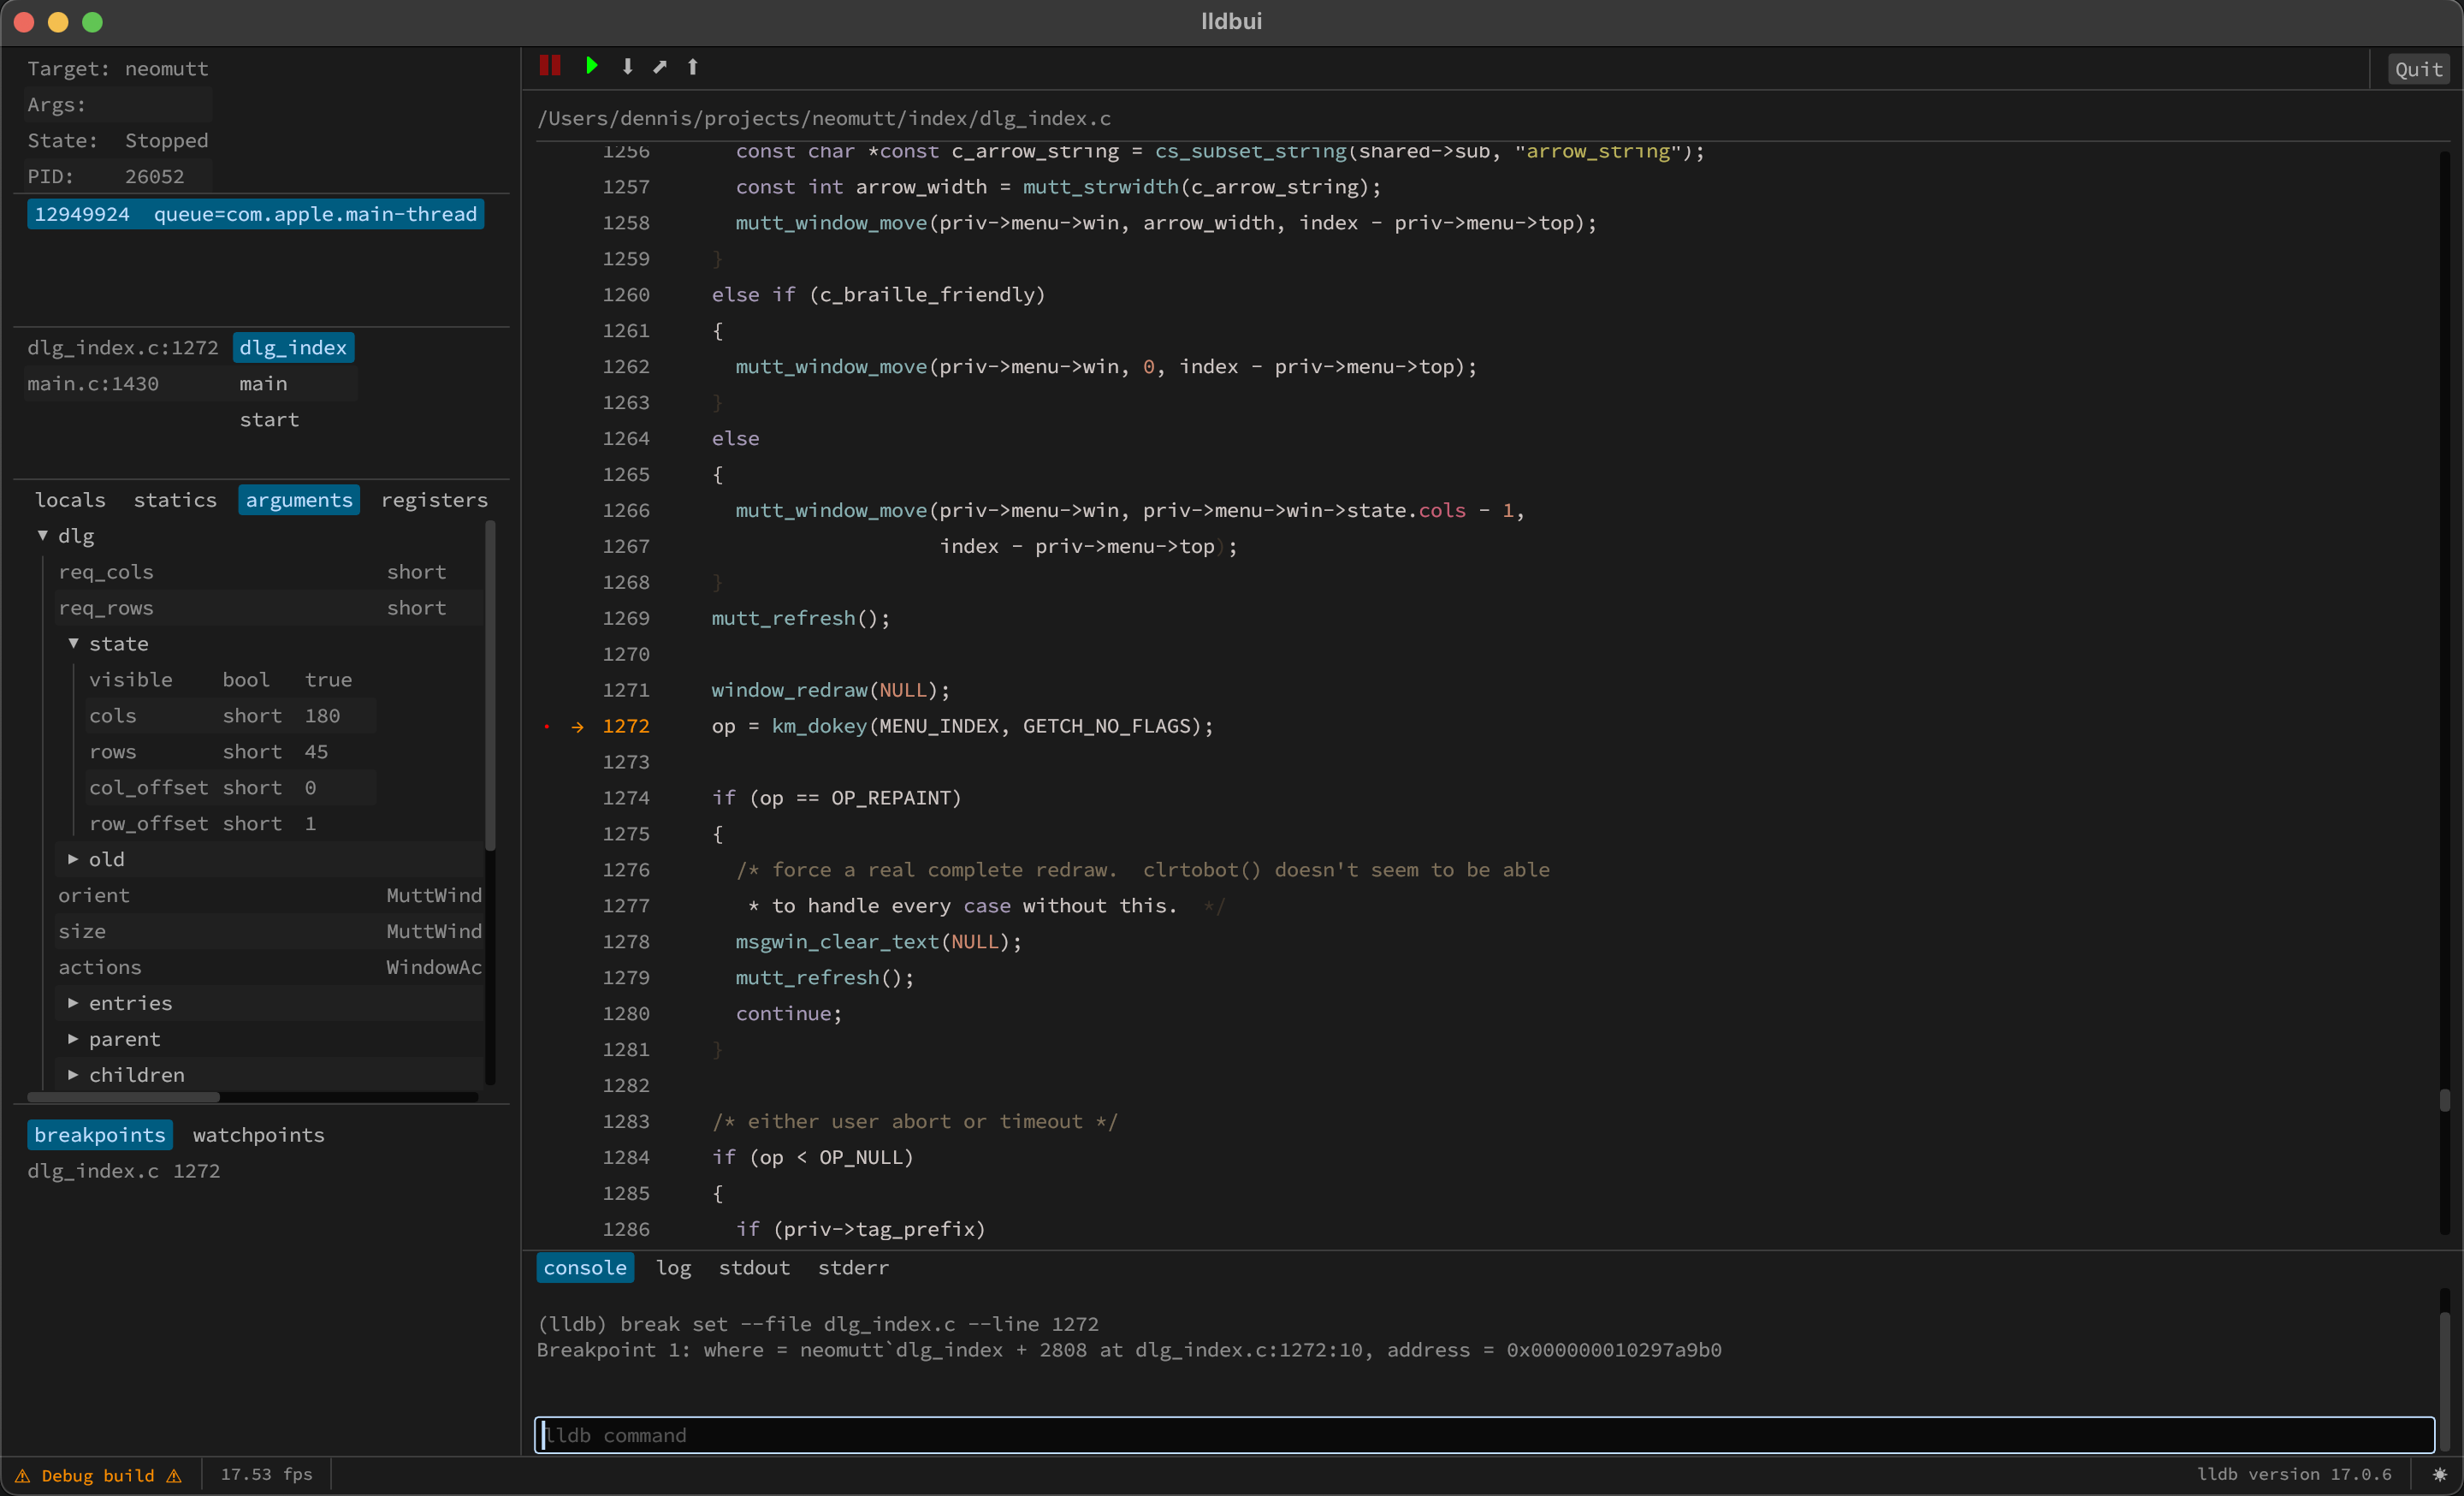 lldbui
Target: neomutt
Args:
State: Stopped
PID: 26052
12949924 queue=com.apple.main-thread
dlg_index.c:1272 dlg_index
main.c:1430 main
start
locals statics arguments registers
▼ dlg
req_cols short
req_rows short
▼ state
visible bool true
cols short 180
rows short 45
col_offset short 0
row_offset short 1
▶ old
orient MuttWind
size MuttWind
actions WindowAc
▶ entries
▶ parent
▶ children
breakpoints watchpoints
dlg_index.c 1272
Quit
/Users/dennis/projects/neomutt/index/dlg_index.c
1256 const char *const c_arrow_string = cs_subset_string(shared->sub, "arrow_string");
1257 const int arrow_width = mutt_strwidth(c_arrow_string);
1258 mutt_window_move(priv->menu->win, arrow_width, index - priv->menu->top);
1259 }
1260 else if (c_braille_friendly)
1261 {
1262 mutt_window_move(priv->menu->win, 0, index - priv->menu->top);
1263 }
1264 else
1265 {
1266 mutt_window_move(priv->menu->win, priv->menu->win->state.cols - 1,
1267 index - priv->menu->top);
1268 }
1269 mutt_refresh();
1270
1271 window_redraw(NULL);
→ 1272 op = km_dokey(MENU_INDEX, GETCH_NO_FLAGS);
1273
1274 if (op == OP_REPAINT)
1275 {
1276 /* force a real complete redraw.  clrtobot() doesn't seem to be able
1277 * to handle every case without this.  */
1278 msgwin_clear_text(NULL);
1279 mutt_refresh();
1280 continue;
1281 }
1282
1283 /* either user abort or timeout */
1284 if (op < OP_NULL)
1285 {
1286 if (priv->tag_prefix)
console log stdout stderr
(lldb) break set --file dlg_index.c --line 1272
Breakpoint 1: where = neomutt`dlg_index + 2808 at dlg_index.c:1272:10, address = 0x000000010297a9b0
lldb command
⚠ Debug build ⚠ 17.53 fps
lldb version 17.0.6